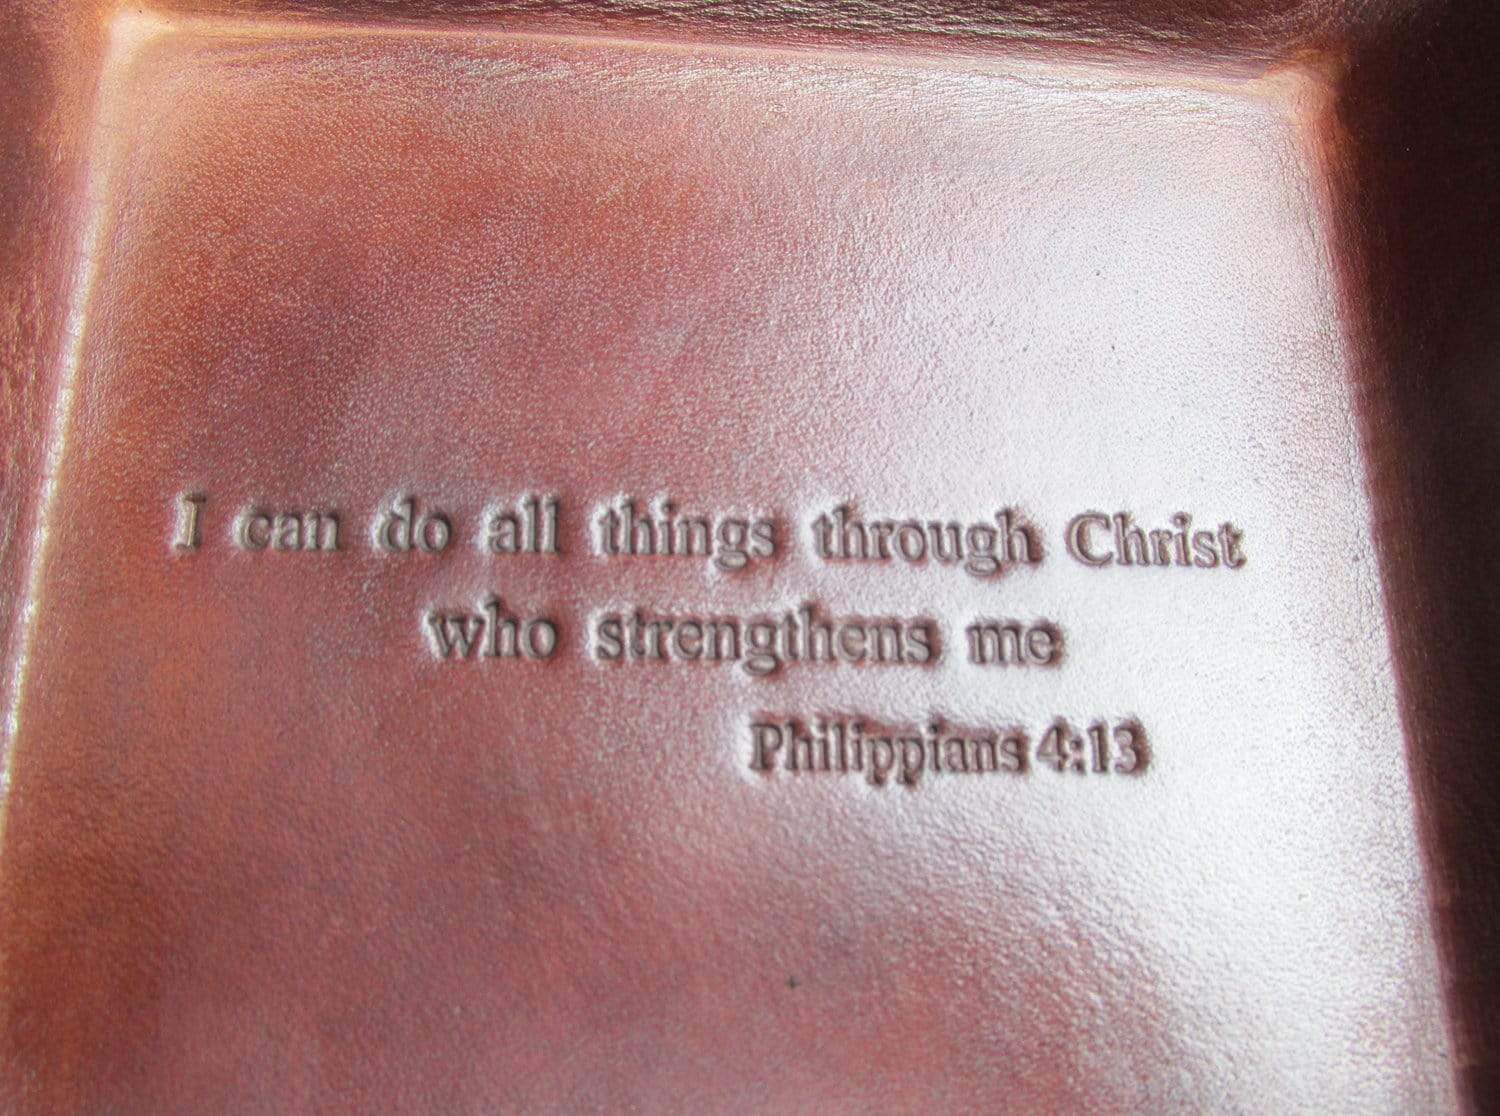 I can do all things through Christ
who strengthens me
Philippians 4:13